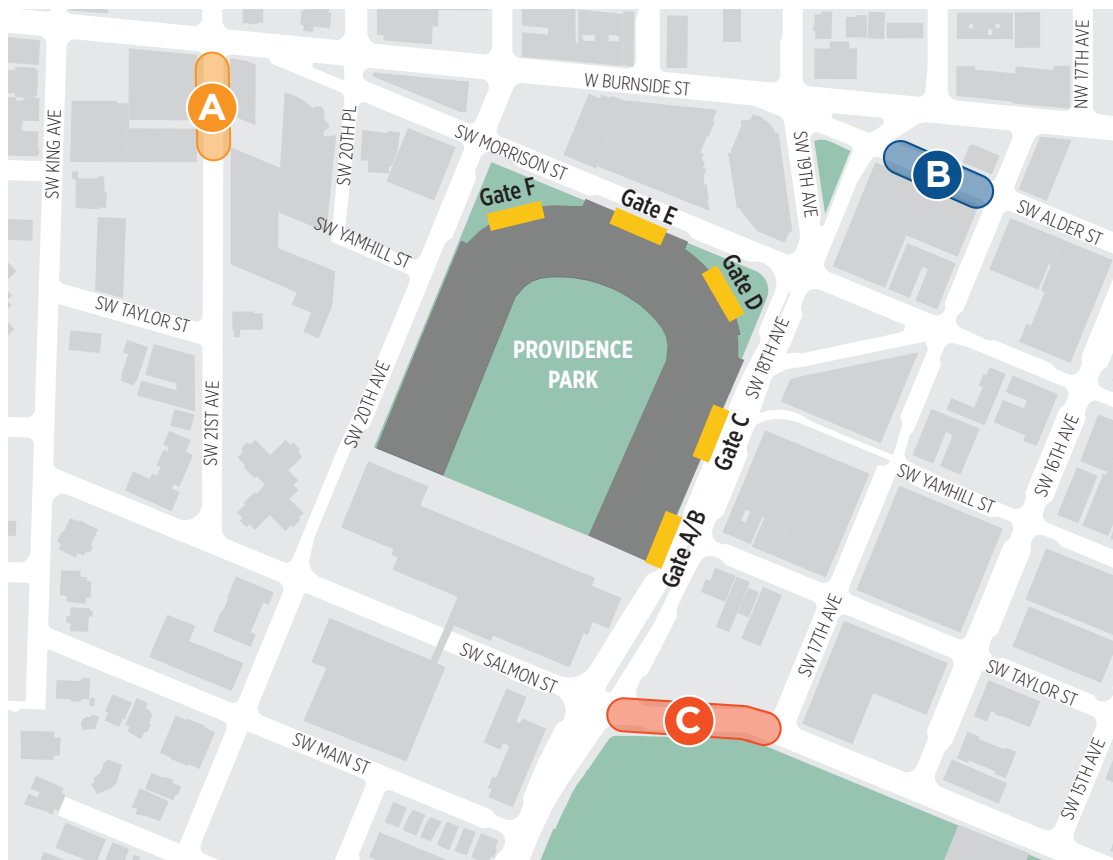 NW 17TH AVE
A
W BURNSIDE ST
SW KING AVE
SW 20TH PL
SW MORRISON ST
SW 19TH AVE
B
Gate F
Gate E
SW ALDER ST
SW YAMHILL ST
Gate D
SW TAYLOR ST
PROVIDENCE
PARK
SW 18TH AVE
SW 21ST AVE
SW 20TH AVE
Gate C
SW 16TH AVE
SW YAMHILL ST
Gate A/B
SW 17TH AVE
SW SALMON ST
SW TAYLOR ST
C
SW MAIN ST
SW 15TH AVE